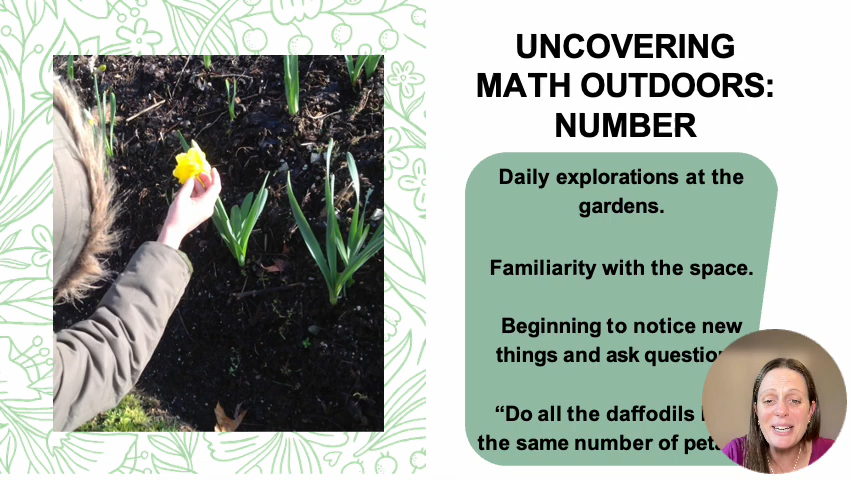 UNCOVERING
MATH OUTDOORS:
NUMBER
Daily explorations at the
gardens.
Familiarity with the space.
Beginning to notice new
things and ask
“Do all the daffodils
the same number of